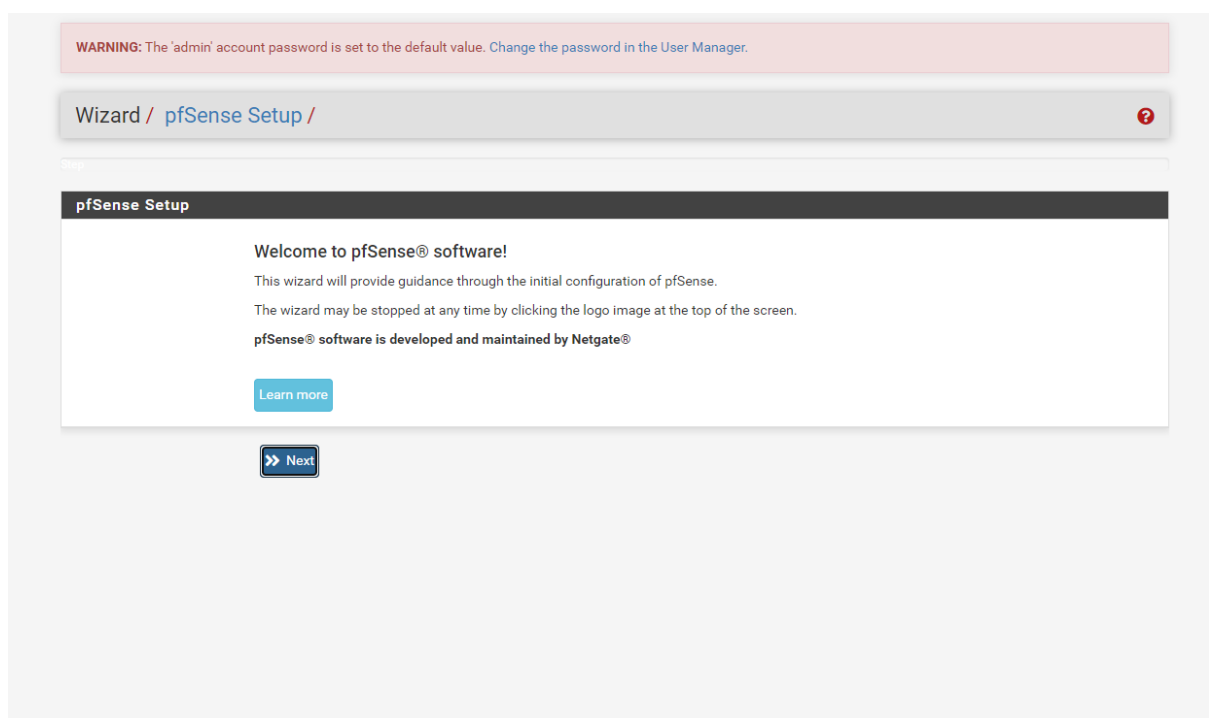 WARNING: The 'admin' account password is set to the default value. Change the password in the User Manager.
Wizard / pfSense Setup /
Step
pfSense Setup
Welcome to pfSense® software!
This wizard will provide guidance through the initial configuration of pfSense.
The wizard may be stopped at any time by clicking the logo image at the top of the screen.
pfSense® software is developed and maintained by Netgate®
Learn more
Next